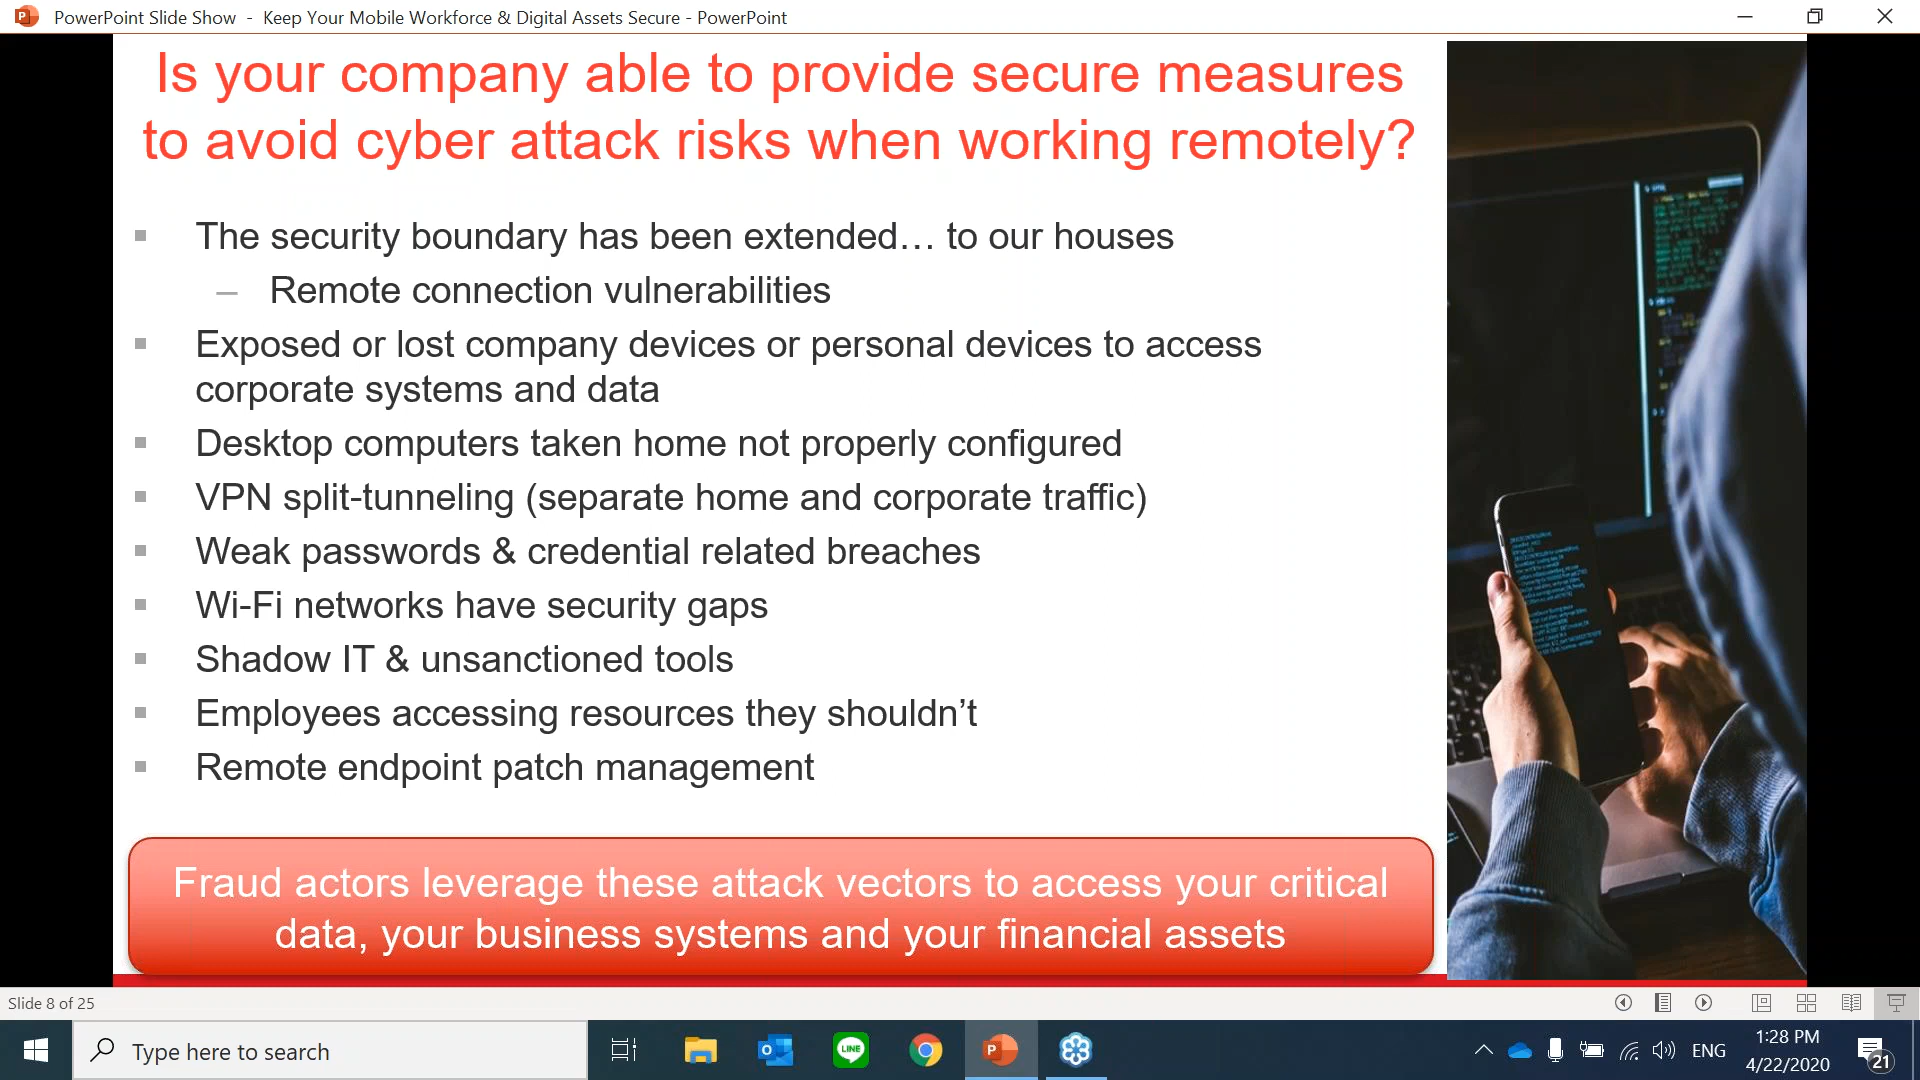 PowerPoint Slide Show - Keep Your Mobile Workforce & Digital Assets Secure - PowerPoint
Is your company able to provide secure measures
to avoid cyber attack risks when working remotely?
The security boundary has been extended… to our houses
– Remote connection vulnerabilities
Exposed or lost company devices or personal devices to access
corporate systems and data
Desktop computers taken home not properly configured
VPN split-tunneling (separate home and corporate traffic)
Weak passwords & credential related breaches
Wi-Fi networks have security gaps
Shadow IT & unsanctioned tools
Employees accessing resources they shouldn’t
Remote endpoint patch management
Fraud actors leverage these attack vectors to access your critical
data, your business systems and your financial assets
Slide 8 of 25
Type here to search
LINE
ENG
1:28 PM
4/22/2020
21